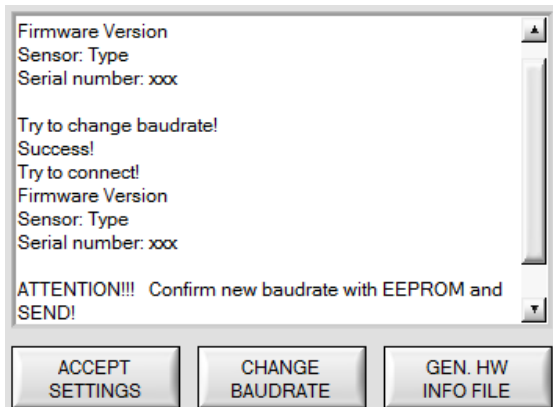 Firmware Version
Sensor: Type
Serial number: xxx
Try to change baudrate!
Success!
Try to connect!
Firmware Version
Sensor: Type
Serial number: xxx
ATTENTION!!!   Confirm new baudrate with EEPROM and
SEND!
ACCEPT
SETTINGS
CHANGE
BAUDRATE
GEN. HW
INFO FILE